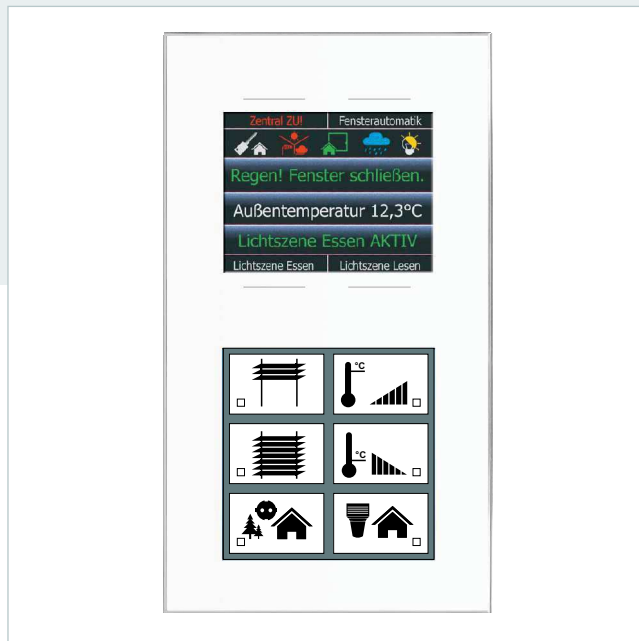 Zentral ZU! Fensterautomatik
Regen! Fenster schließen.
Außentemperatur 12,3°C
Lichtszene Essen AKTIV
Lichtszene Essen Lichtszene Lesen
°C
°C